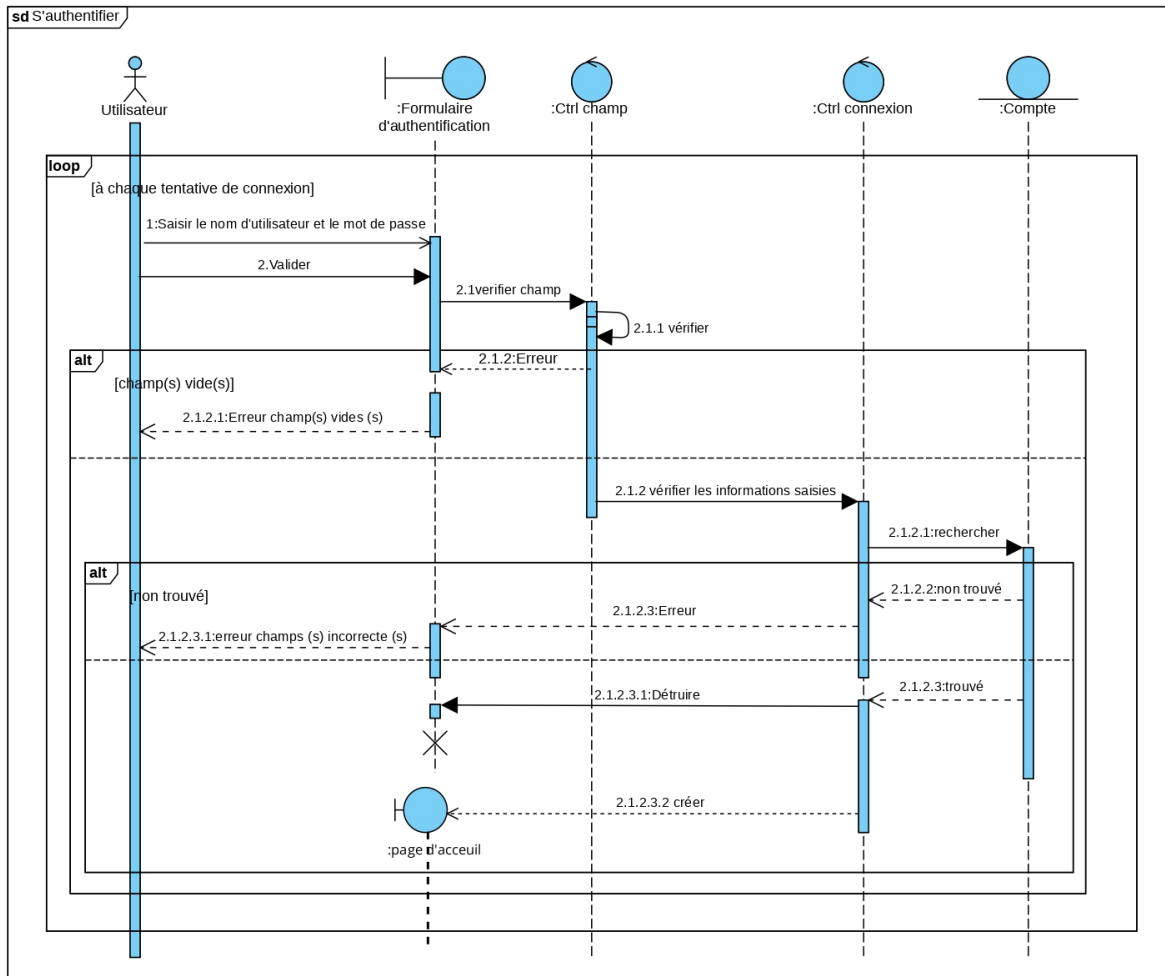 sd S'authentifier
Utilisateur
:Formulaire
d'authentification
:Ctrl champ
:Ctrl connexion
:Compte
loop
[à chaque tentative de connexion]
1:Saisir le nom d'utilisateur et le mot de passe
2.Valider
2.1verifier champ
2.1.1 vérifier
alt
2.1.2:Erreur
[champ(s) vide(s)]
2.1.2.1:Erreur champ(s) vides (s)
2.1.2 vérifier les informations saisies
2.1.2.1:rechercher
alt
[non trouvé]
2.1.2.2:non trouvé
2.1.2.3:Erreur
2.1.2.3.1:erreur champs (s) incorrecte (s)
2.1.2.3:trouvé
2.1.2.3.1:Détruire
2.1.2.3.2 créer
:page d'acceuil